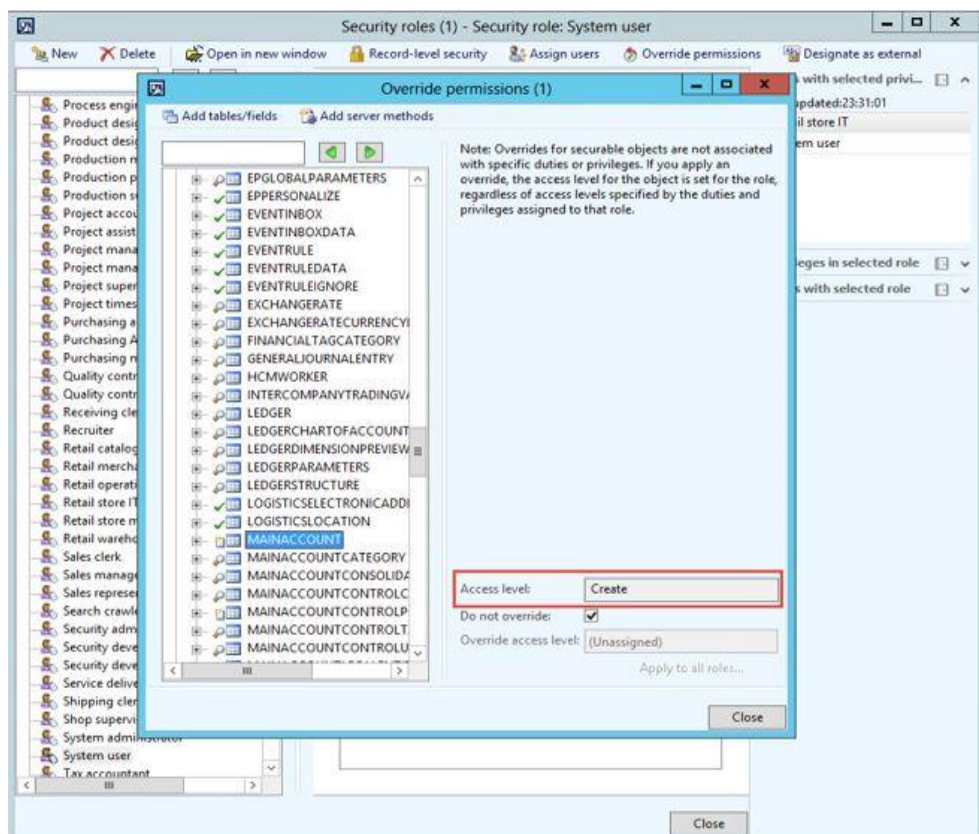 Security roles (1) - Security role: System user
New Delete Open in new window Record-level security Assign users Override permissions Designate as external
Process engi
Product desig
Product desig
Production m
Production p
Production s
Project accou
Project assist
Project mana
Project mana
Project super
Project times
Purchasing a
Purchasing A
Purchasing m
Quality contr
Quality contr
Receiving cle
Recruiter
Retail catalog
Retail mercha
Retail operati
Retail store IT
Retail store m
Retail wareho
Sales clerk
Sales manage
Sales represe
Search crawle
Security adm
Security deve
Security deve
Service delive
Shipping cler
Shop supervi
System administrator
System user
Tax accountant
Override permissions (1)
Add tables/fields Add server methods
EPGLOBALPARAMETERS
EPPERSONALIZE
EVENTINBOX
EVENTINBOXDATA
EVENTRULE
EVENTRULEDATA
EVENTRULEIGNORE
EXCHANGERATE
EXCHANGERATECURRENCY
FINANCIALTAGCATEGORY
GENERALJOURNALENTRY
HCMWORKER
INTERCOMPANYTRADINGV
LEDGER
LEDGERCHARTOFACCOUNT
LEDGERDIMENSIONPREVIEW
LEDGERPARAMETERS
LEDGERSTRUCTURE
LOGISTICSELECTRONICADD
LOGISTICSLOCATION
MAINACCOUNT
MAINACCOUNTCATEGORY
MAINACCOUNTCONSOLIDA
MAINACCOUNTCONTROLC
MAINACCOUNTCONTROLP
MAINACCOUNTCONTROLT
MAINACCOUNTCONTROLU
Note: Overrides for securable objects are not associated
with specific duties or privileges. If you apply an
override, the access level for the object is set for the role,
regardless of access levels specified by the duties and
privileges assigned to that role.
Access level: Create
Do not override:
Override access level: (Unassigned)
Apply to all roles...
Close
with selected privi...
updated:23:31:01
il store IT
em user
leges in selected role
s with selected role
Close